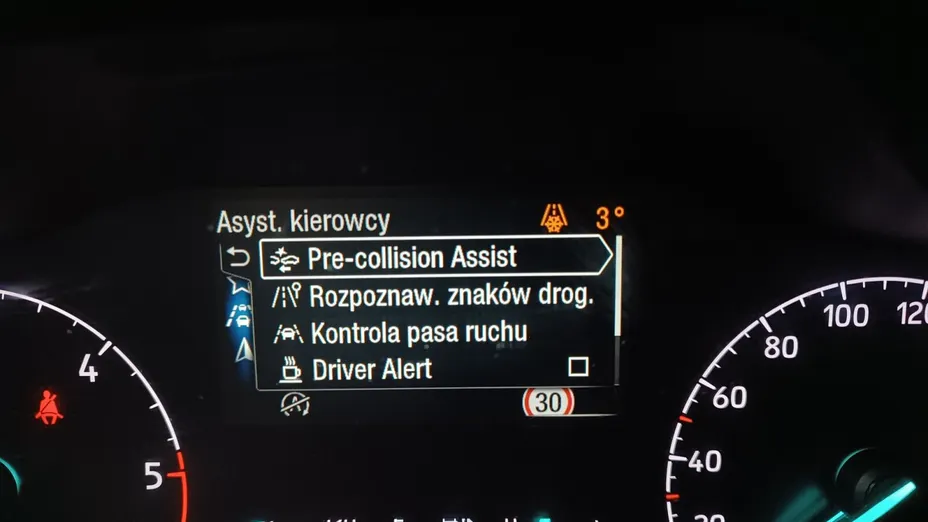 Asyst. kierowcy
3°
Pre-collision Assist
Rozpoznaw. znaków drog.
Kontrola pasa ruchu
Driver Alert
30
4
5
40
60
80
100
120